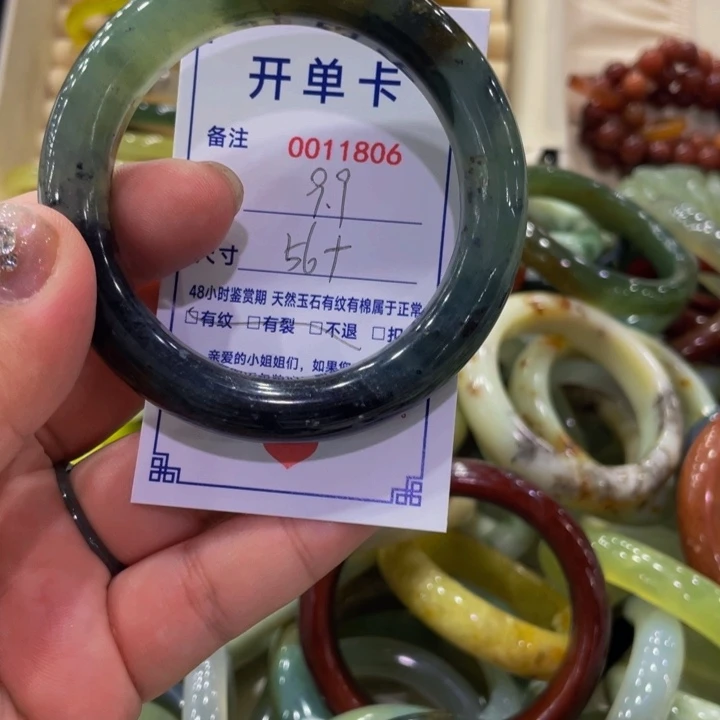 开单卡
备注 0011806
9.9
尺寸 56+
48小时鉴赏期 天然玉石有纹有棉属于正常
☐有纹 ☐有裂 ☐不退 ☐扣
亲爱的小姐姐们，如果您